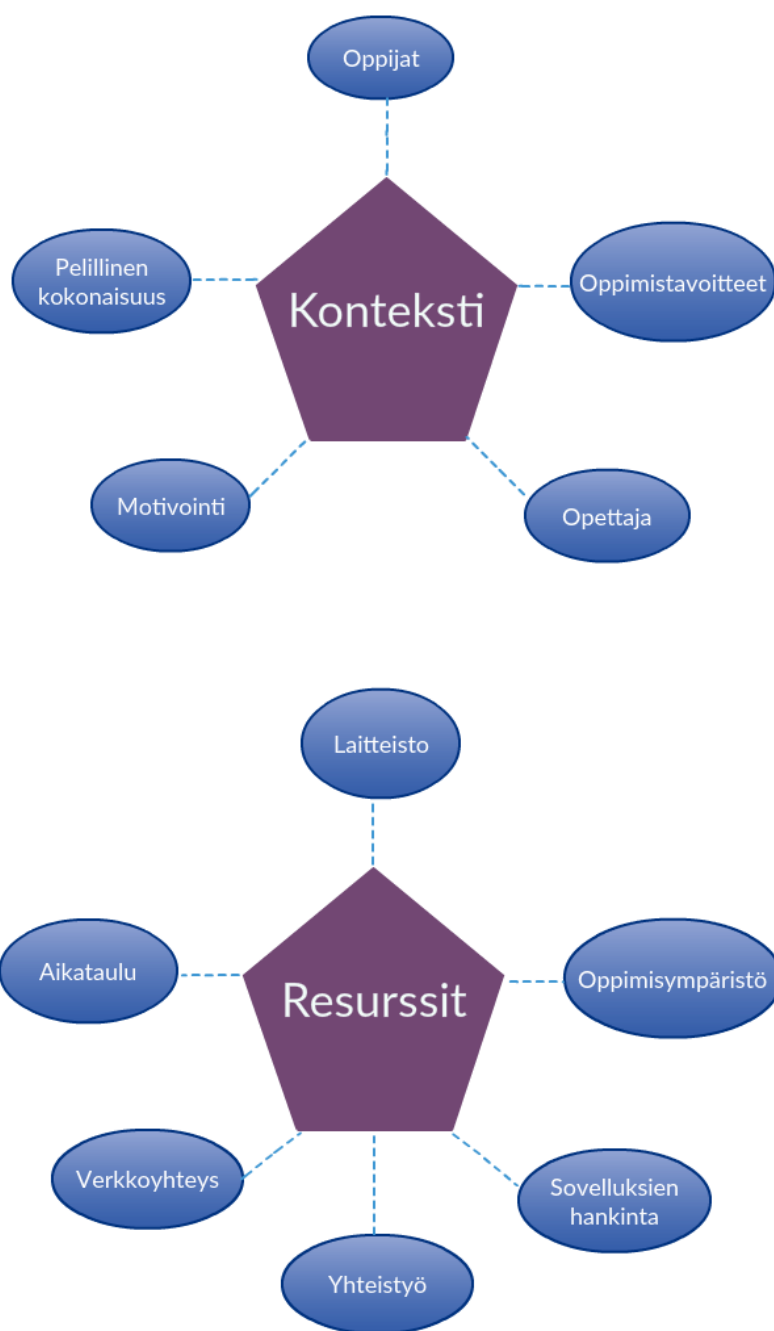 Oppijat
Pelillinen
kokonaisuus
Konteksti
Oppimistavoitteet
Motivointi
Opettaja
Laitteisto
Aikataulu
Resurssit
Oppimisympäristö
Verkkoyhteys
Sovelluksien
hankinta
Yhteistyö